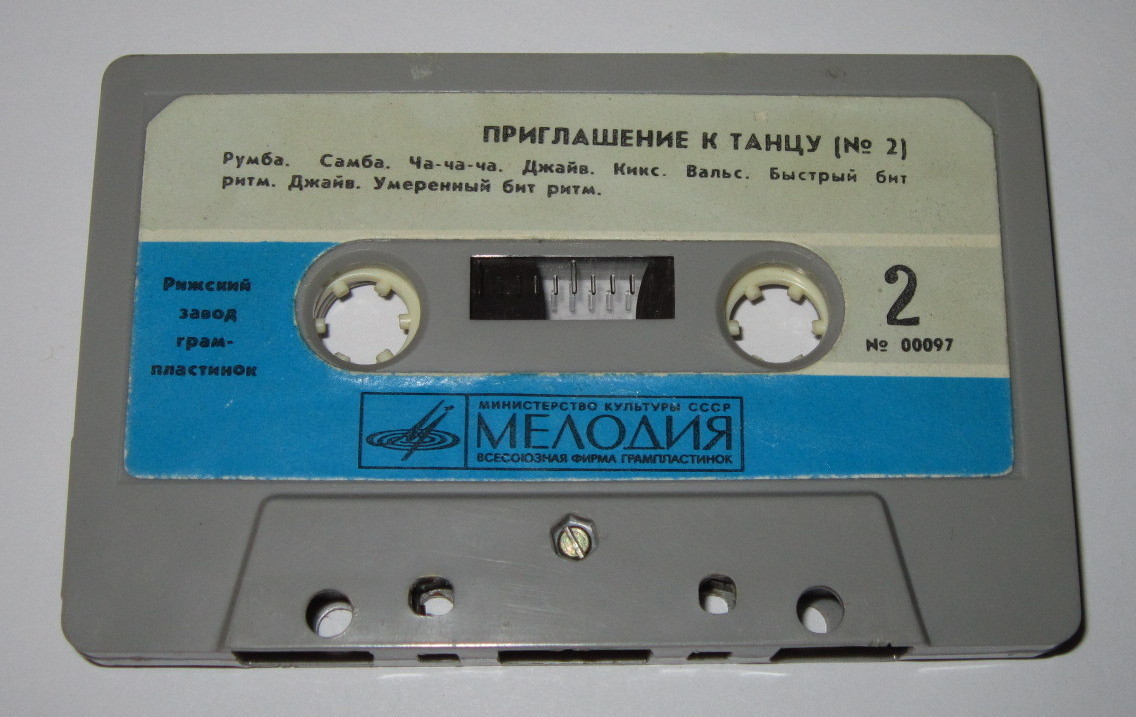 ПРИГЛАШЕНИЕ К ТАНЦУ (№ 2)
Румба. Самба. Ча-ча-ча. Джайв. Кикс. Вальс. Быстрый бит
ритм. Джайв. Умеренный бит ритм.
Рижский
завод
грам-
пластинок
2
№ 00097
МИНИСТЕРСТВО КУЛЬТУРЫ СССР
МЕЛОДИЯ
ВСЕСОЮЗНАЯ ФИРМА ГРАМПЛАСТИНОК